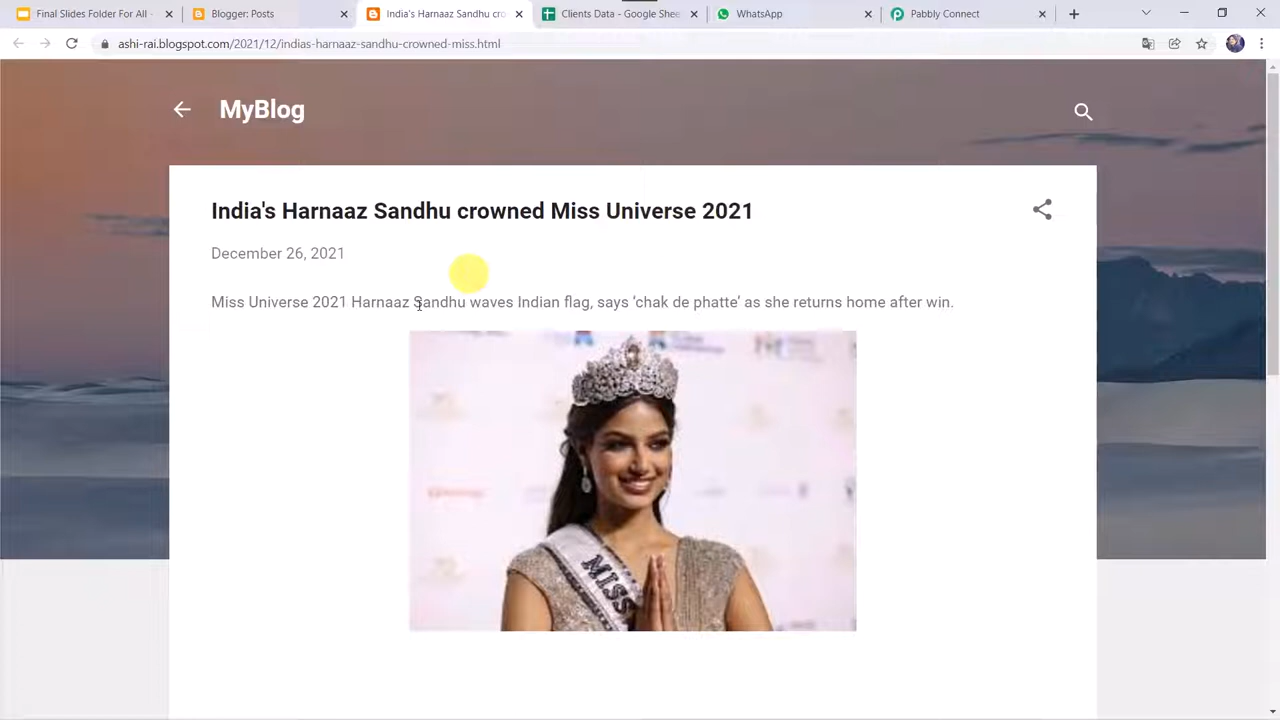 Final Slides Folder For All -
Blogger: Posts
India's Harnaaz Sandhu cro
Clients Data - Google Shee
WhatsApp
Pabbly Connect
ashi-rai.blogspot.com/2021/12/indias-harnaaz-sandhu-crowned-miss.html
MyBlog
India's Harnaaz Sandhu crowned Miss Universe 2021
December 26, 2021
Miss Universe 2021 Harnaaz Sandhu waves Indian flag, says ‘chak de phatte’ as she returns home after win.
MISS